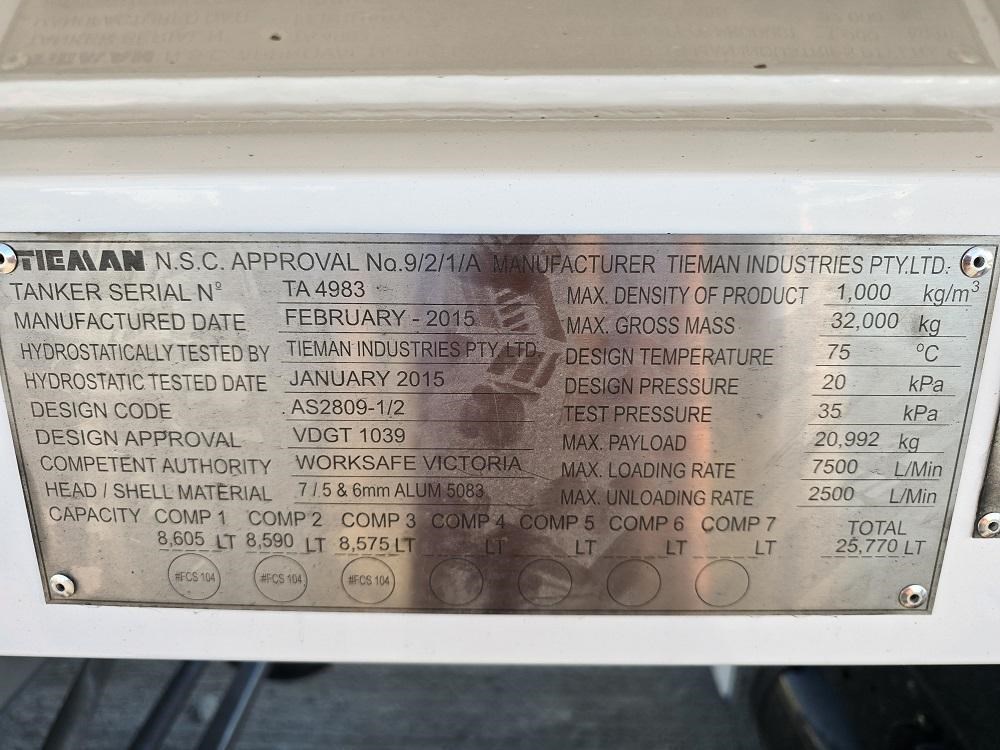 TIEMAN N.S.C. APPROVAL No.9/2/1/A MANUFACTURER TIEMAN INDUSTRIES PTY.LTD.
TANKER SERIAL Nº TA 4983 MAX. DENSITY OF PRODUCT 1,000 kg/m³
MANUFACTURED DATE FEBRUARY - 2015 MAX. GROSS MASS 32,000 kg
HYDROSTATICALLY TESTED BY TIEMAN INDUSTRIES PTY. LTD. DESIGN TEMPERATURE 75 ºC
HYDROSTATIC TESTED DATE JANUARY 2015 DESIGN PRESSURE 20 kPa
DESIGN CODE AS2809-1/2 TEST PRESSURE 35 kPa
DESIGN APPROVAL VDGT 1039 MAX. PAYLOAD 20,992 kg
COMPETENT AUTHORITY WORKSAFE VICTORIA MAX. LOADING RATE 7500 L/Min
HEAD / SHELL MATERIAL 7 / 5 & 6mm ALUM 5083 MAX. UNLOADING RATE 2500 L/Min
CAPACITY COMP 1 COMP 2 COMP 3 COMP 4 COMP 5 COMP 6 COMP 7 TOTAL
8,605 LT 8,590 LT 8,575 LT LT LT LT LT 25,770 LT
#FCS 104 #FCS 104 #FCS 104